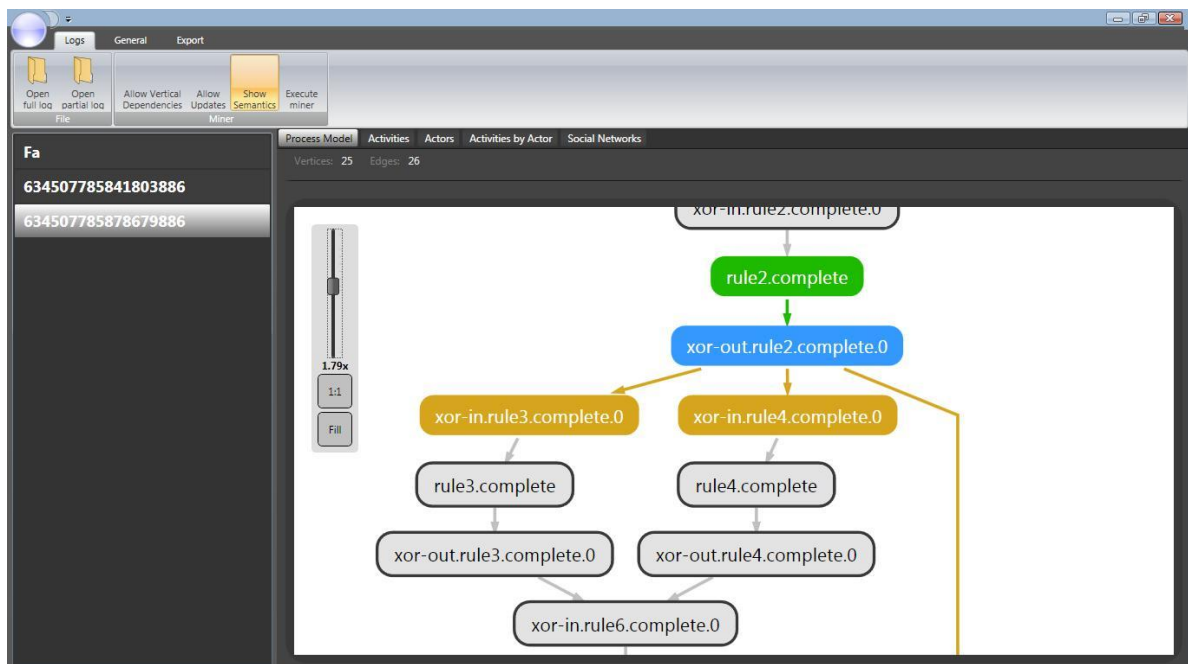 Logs General Export
Open full log
Open partial log
Allow Vertical Dependencies
Allow Updates
Show Semantics
Execute miner
File Miner
Process Model Activities Actors Activities by Actor Social Networks
Vertices: 25 Edges: 26
Fa
634507785841803886
634507785878679886
1.79x
1:1
Fill
xor-in.rule2.complete.0
rule2.complete
xor-out.rule2.complete.0
xor-in.rule3.complete.0 xor-in.rule4.complete.0
rule3.complete rule4.complete
xor-out.rule3.complete.0 xor-out.rule4.complete.0
xor-in.rule6.complete.0